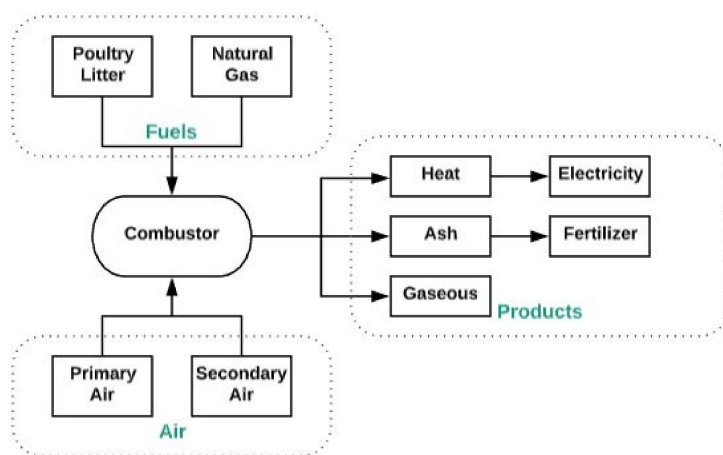 Poultry
Litter
Natural
Gas
Fuels
Combustor
Heat
Electricity
Ash
Fertilizer
Gaseous
Products
Primary
Air
Secondary
Air
Air